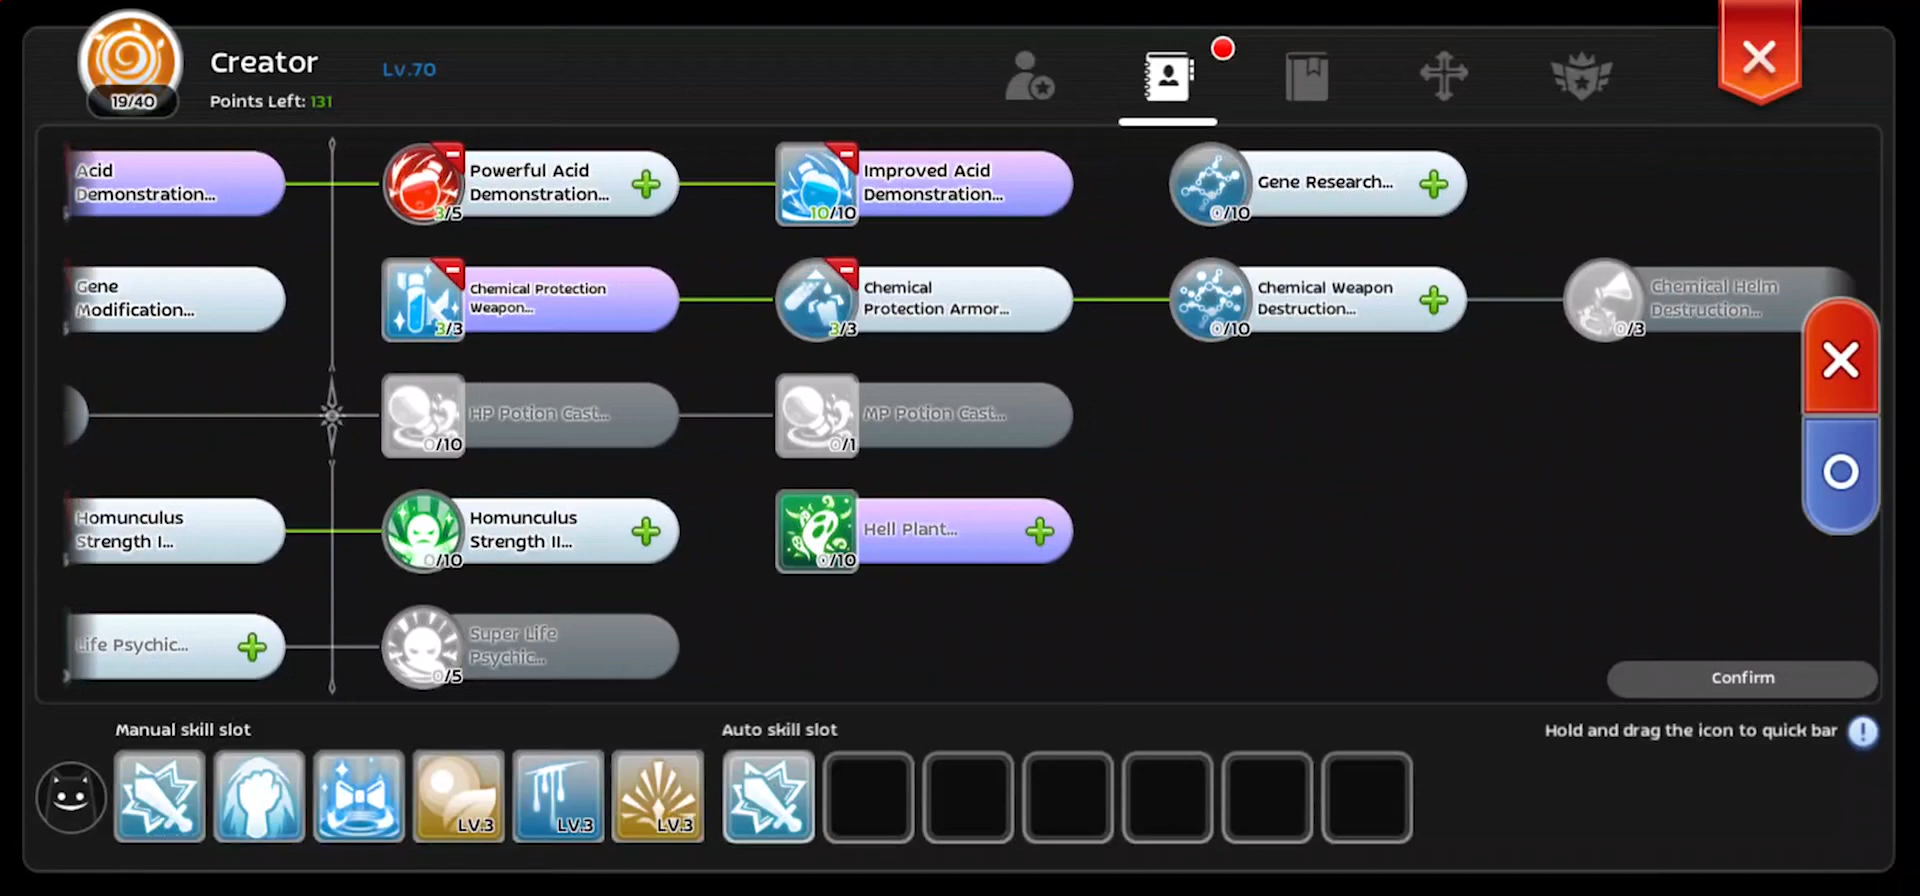 Creator
Lv.70
19/40
Points Left: 131
Acid
Demonstration...
Powerful Acid
Demonstration...
3/5
Improved Acid
Demonstration...
10/10
Gene Research...
0/10
Gene
Modification...
Chemical Protection
Weapon...
3/3
Chemical
Protection Armor...
3/3
Chemical Weapon
Destruction...
0/10
Chemical Helm
Destruction...
0/3
HP Potion Cast...
0/10
MP Potion Cast...
0/1
Homunculus
Strength I...
Homunculus
Strength II...
0/10
Hell Plant...
0/10
Life Psychic...
Super Life
Psychic...
0/5
Confirm
Manual skill slot
Auto skill slot
Hold and drag the icon to quick bar
LV.3
LV.3
LV.3